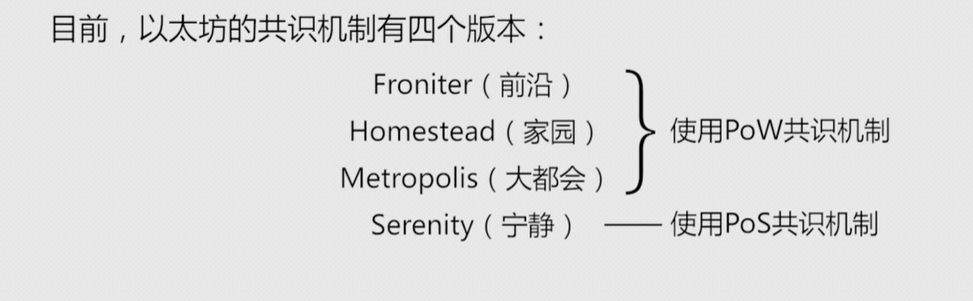 目前，以太坊的共识机制有四个版本：
Froniter（前沿）
Homestead（家园）
使用PoW共识机制
Metropolis（大都会）
Serenity（宁静）
使用PoS共识机制